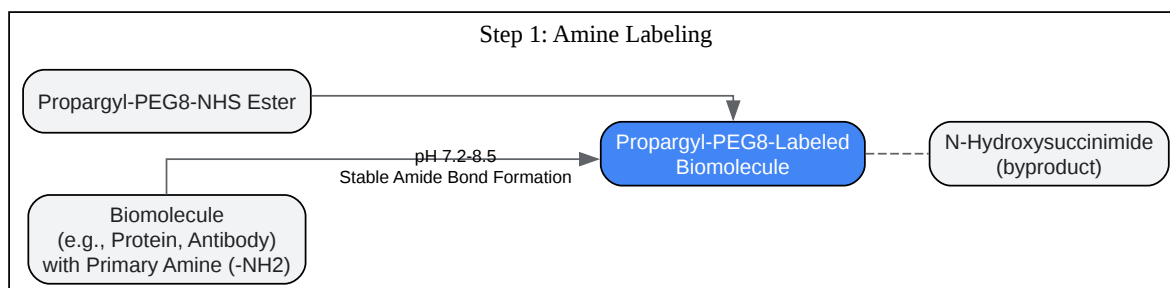 Step 1: Amine Labeling
Propargyl-PEG8-NHS Ester
pH 7.2-8.5
Stable Amide Bond Formation
Propargyl-PEG8-Labeled
Biomolecule
N-Hydroxysuccinimide
(byproduct)
Biomolecule
(e.g., Protein, Antibody)
with Primary Amine (-NH2)